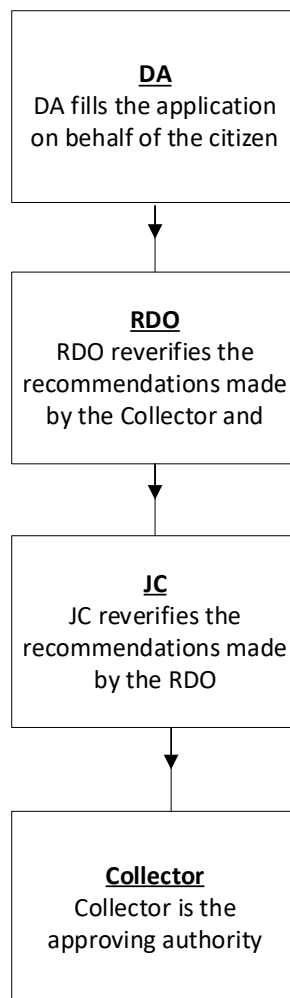 DA
DA fills the application
on behalf of the citizen
RDO
RDO reverifies the
recommendations made
by the Collector and
JC
JC reverifies the
recommendations made
by the RDO
Collector
Collector is the
approving authority